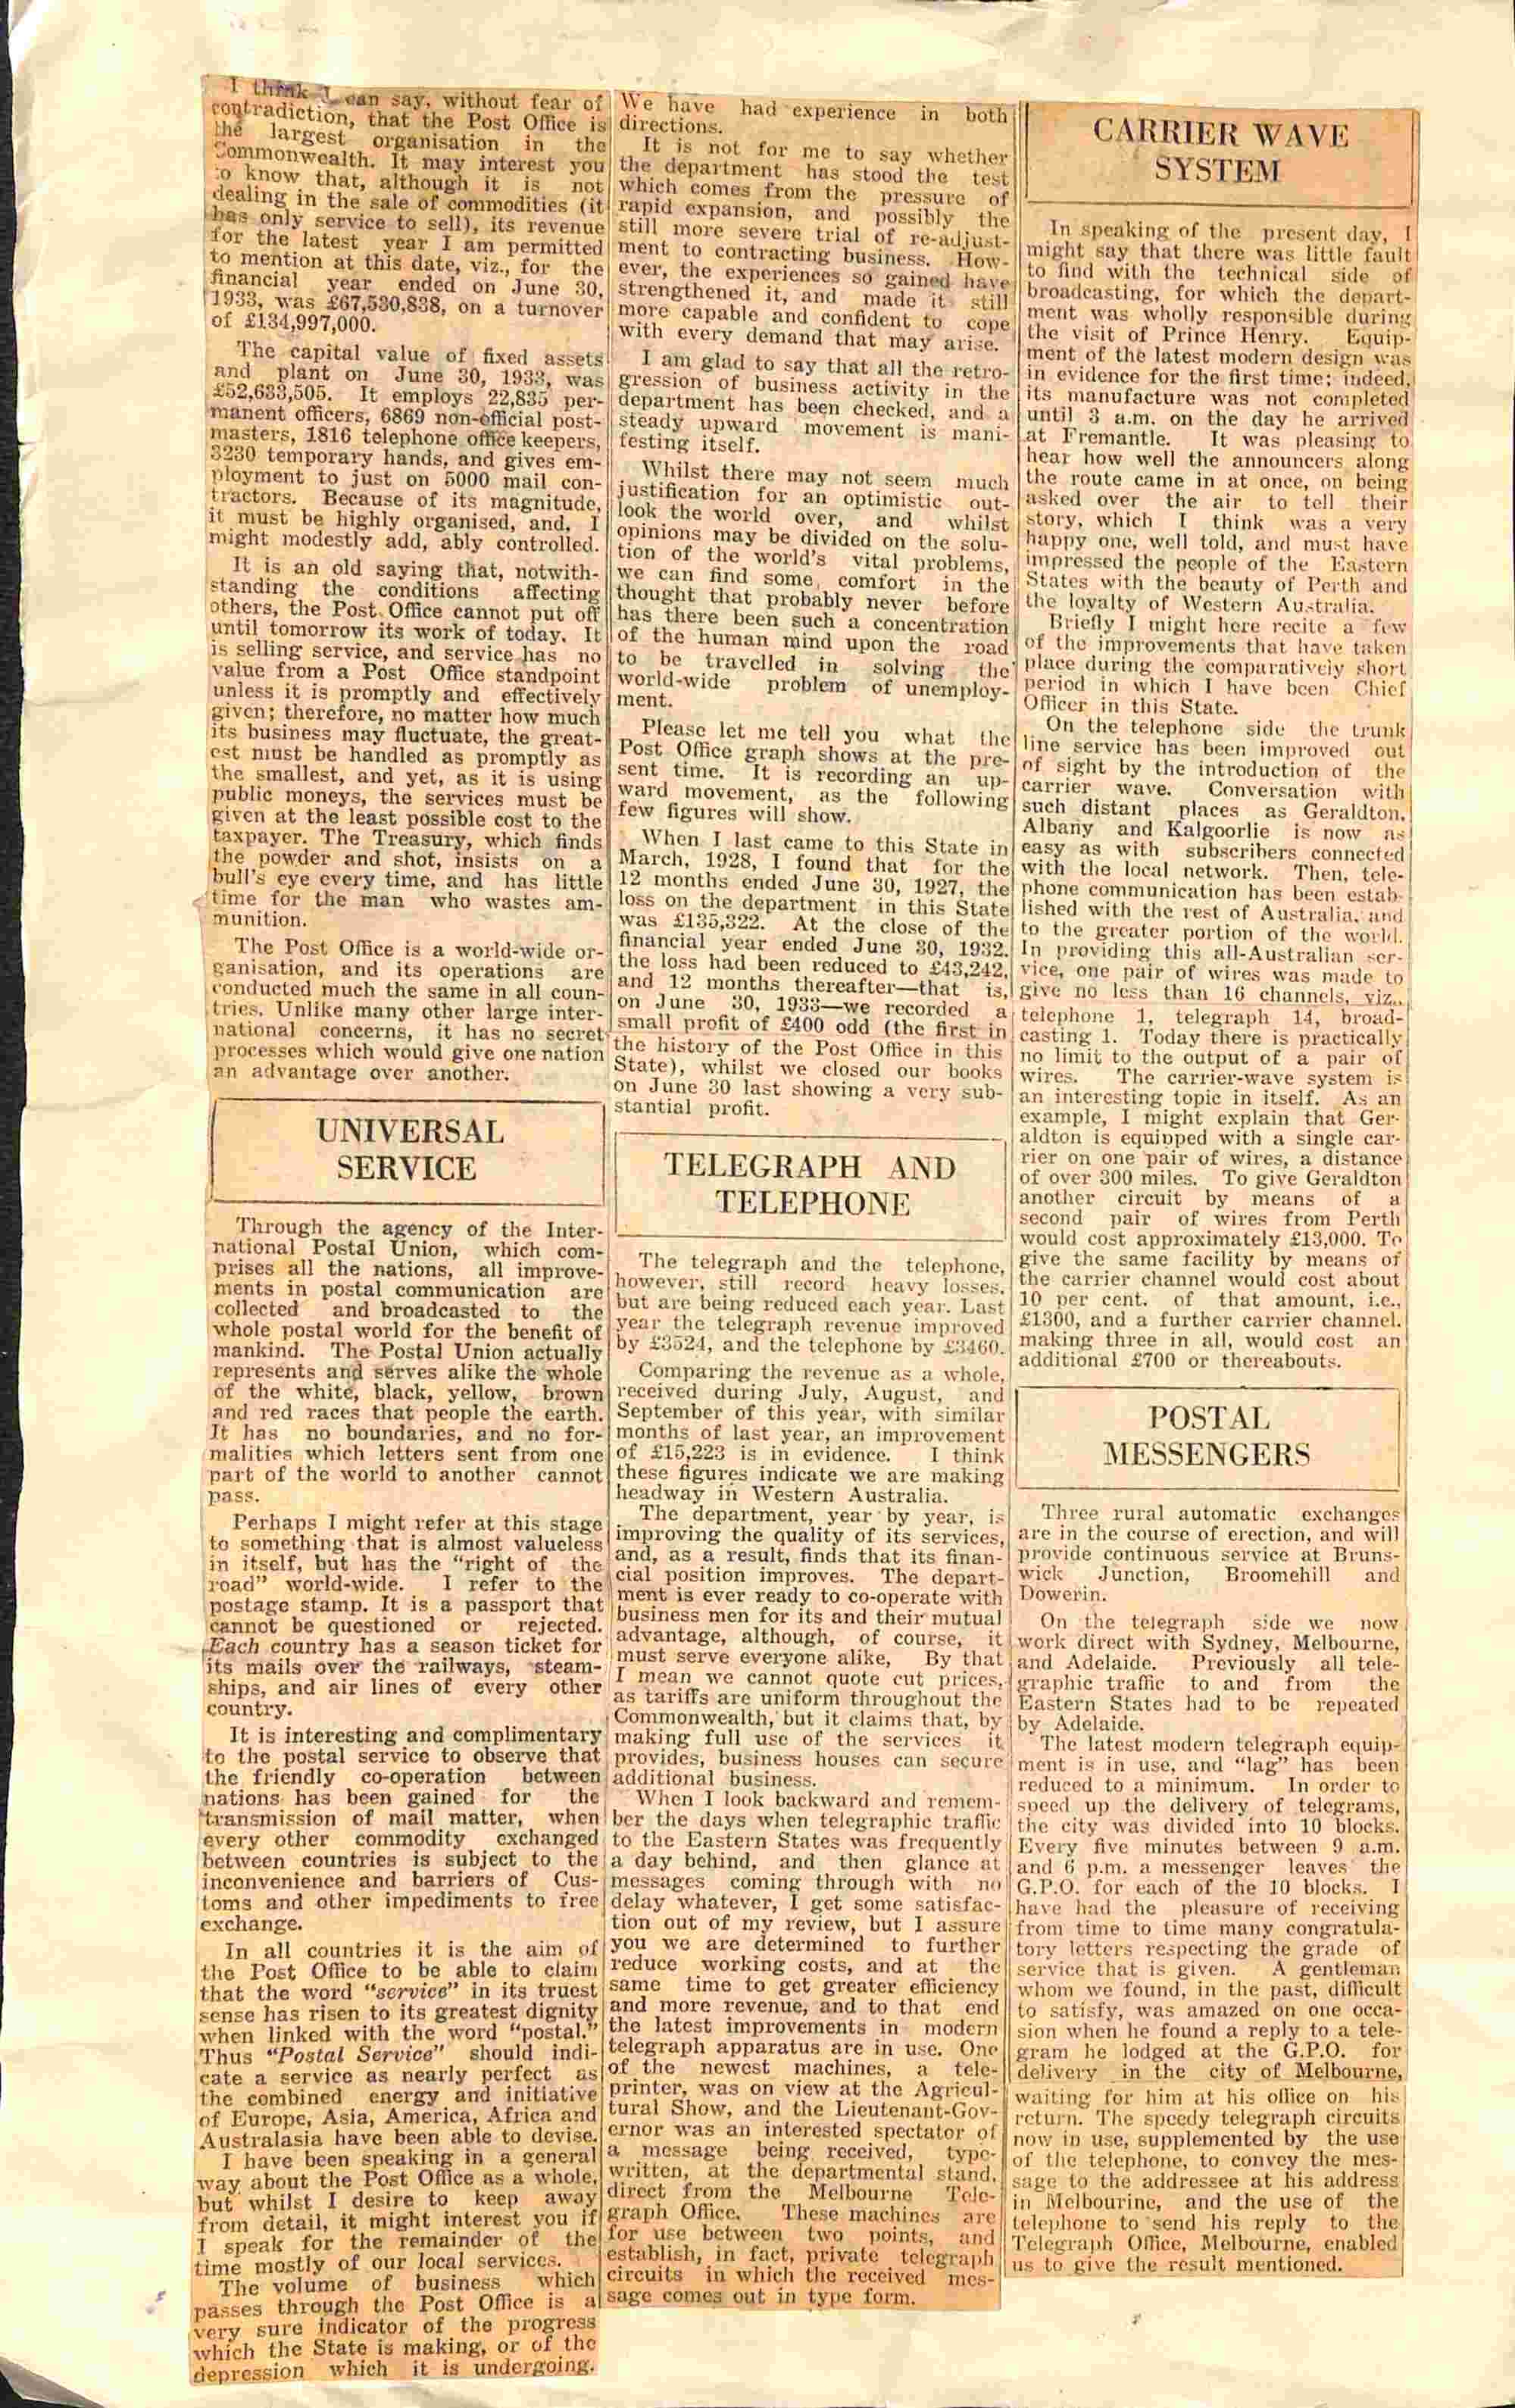 I think I can say, without fear of
contradiction, that the Post Office is
the largest organisation in the
Commonwealth. It may interest you
to know that, although it is not
dealing in the sale of commodities (it
has only service to sell), its revenue
for the latest year I am permitted
to mention at this date, viz., for the
financial year ended on June 30,
1933, was £67,530,838, on a turnover
of £134,997,000.
The capital value of fixed assets
and plant on June 30, 1933, was
£52,633,505. It employs 22,835 per-
manent officers, 6869 non-official post-
masters, 1816 telephone office keepers,
3230 temporary hands, and gives em-
ployment to just on 5000 mail con-
tractors. Because of its magnitude,
it must be highly organised, and, I
might modestly add, ably controlled.
It is an old saying that, notwith-
standing the conditions affecting
others, the Post Office cannot put off
until tomorrow its work of today. It
is selling service, and service has no
value from a Post Office standpoint
unless it is promptly and effectively
given; therefore, no matter how much
its business may fluctuate, the great-
est must be handled as promptly as
the smallest, and yet, as it is using
public moneys, the services must be
given at the least possible cost to the
taxpayer. The Treasury, which finds
the powder and shot, insists on a
bull's eye every time, and has little
time for the man who wastes am-
munition.
The Post Office is a world-wide or-
ganisation, and its operations are
conducted much the same in all coun-
tries. Unlike many other large inter-
national concerns, it has no secret
processes which would give one nation
an advantage over another.
UNIVERSAL
SERVICE
Through the agency of the Inter-
national Postal Union, which com-
prises all the nations, all improve-
ments in postal communication are
collected and broadcasted to the
whole postal world for the benefit of
mankind. The Postal Union actually
represents and serves alike the whole
of the white, black, yellow, brown
and red races that people the earth.
It has no boundaries, and no for-
malities which letters sent from one
part of the world to another cannot
pass.
Perhaps I might refer at this stage
to something that is almost valueless
in itself, but has the "right of the
road" world-wide. I refer to the
postage stamp. It is a passport that
cannot be questioned or rejected.
Each country has a season ticket for
its mails over the railways, steam-
ships, and air lines of every other
country.
It is interesting and complimentary
to the postal service to observe that
the friendly co-operation between
nations has been gained for the
transmission of mail matter, when
every other commodity exchanged
between countries is subject to the
inconvenience and barriers of Cus-
toms and other impediments to free
exchange.
In all countries it is the aim of
the Post Office to be able to claim
that the word "service" in its truest
sense has risen to its greatest dignity
when linked with the word "postal."
Thus "Postal Service" should indi-
cate a service as nearly perfect as
the combined energy and initiative
of Europe, Asia, America, Africa and
Australasia have been able to devise.
I have been speaking in a general
way about the Post Office as a whole,
but whilst I desire to keep away
from detail, it might interest you if
I speak for the remainder of the
time mostly of our local services.
The volume of business which
passes through the Post Office is a
very sure indicator of the progress
which the State is making, or of the
depression which it is undergoing.
We have had experience in both
directions.
It is not for me to say whether
the department has stood the test
which comes from the pressure of
rapid expansion, and possibly the
still more severe trial of re-adjust-
ment to contracting business. How-
ever, the experiences so gained have
strengthened it, and made it still
more capable and confident to cope
with every demand that may arise.
I am glad to say that all the retro-
gression of business activity in the
department has been checked, and a
steady upward movement is mani-
festing itself.
Whilst there may not seem much
justification for an optimistic out-
look the world over, and whilst
opinions may be divided on the solu-
tion of the world's vital problems,
we can find some comfort in the
thought that probably never before
has there been such a concentration
of the human mind upon the road
to be travelled in solving the
world-wide problem of unemploy-
ment.
Please let me tell you what the
Post Office graph shows at the pre-
sent time. It is recording an up-
ward movement, as the following
few figures will show.
When I last came to this State in
March, 1928, I found that for the
12 months ended June 30, 1927, the
loss on the department in this State
was £135,322. At the close of the
financial year ended June 30, 1932,
the loss had been reduced to £43,242,
and 12 months thereafter—that is,
on June 30, 1933—we recorded a
small profit of £400 odd (the first in
the history of the Post Office in this
State), whilst we closed our books
on June 30 last showing a very sub-
stantial profit.
TELEGRAPH AND
TELEPHONE
The telegraph and the telephone,
however, still record heavy losses,
but are being reduced each year. Last
year the telegraph revenue improved
by £3524, and the telephone by £3460.
Comparing the revenue as a whole,
received during July, August, and
September of this year, with similar
months of last year, an improvement
of £15,223 is in evidence. I think
these figures indicate we are making
headway in Western Australia.
The department, year by year, is
improving the quality of its services,
and, as a result, finds that its finan-
cial position improves. The depart-
ment is ever ready to co-operate with
business men for its and their mutual
advantage, although, of course, it
must serve everyone alike, By that
I mean we cannot quote cut prices,
as tariffs are uniform throughout the
Commonwealth, but it claims that, by
making full use of the services it
provides, business houses can secure
additional business.
When I look backward and remem-
ber the days when telegraphic traffic
to the Eastern States was frequently
a day behind, and then glance at
messages coming through with no
delay whatever, I get some satisfac-
tion out of my review, but I assure
you we are determined to further
reduce working costs, and at the
same time to get greater efficiency
and more revenue, and to that end
the latest improvements in modern
telegraph apparatus are in use. One
of the newest machines, a tele-
printer, was on view at the Agricul-
tural Show, and the Lieutenant-Gov-
ernor was an interested spectator of
a message being received, type-
written, at the departmental stand,
direct from the Melbourne Tele-
graph Office. These machines are
for use between two points, and
establish, in fact, private telegraph
circuits in which the received mes-
sage comes out in type form.
CARRIER WAVE
SYSTEM
In speaking of the present day, I
might say that there was little fault
to find with the technical side of
broadcasting, for which the depart-
ment was wholly responsible during
the visit of Prince Henry. Equip-
ment of the latest modern design was
in evidence for the first time; indeed,
its manufacture was not completed
until 3 a.m. on the day he arrived
at Fremantle. It was pleasing to
hear how well the announcers along
the route came in at once, on being
asked over the air to tell their
story, which I think was a very
happy one, well told, and must have
impressed the people of the Eastern
States with the beauty of Perth and
the loyalty of Western Australia.
Briefly I might here recite a few
of the improvements that have taken
place during the comparatively short
period in which I have been Chief
Officer in this State.
On the telephone side the trunk
line service has been improved out
of sight by the introduction of the
carrier wave. Conversation with
such distant places as Geraldton,
Albany and Kalgoorlie is now as
easy as with subscribers connected
with the local network. Then, tele-
phone communication has been estab-
lished with the rest of Australia, and
to the greater portion of the world.
In providing this all-Australian ser-
vice, one pair of wires was made to
give no less than 16 channels, viz.,
telephone 1, telegraph 14, broad-
casting 1. Today there is practically
no limit to the output of a pair of
wires. The carrier-wave system is
an interesting topic in itself. As an
example, I might explain that Ger-
aldton is equipped with a single car-
rier on one pair of wires, a distance
of over 300 miles. To give Geraldton
another circuit by means of a
second pair of wires from Perth
would cost approximately £13,000. To
give the same facility by means of
the carrier channel would cost about
10 per cent. of that amount, i.e.,
£1300, and a further carrier channel,
making three in all, would cost an
additional £700 or thereabouts.
POSTAL
MESSENGERS
Three rural automatic exchanges
are in the course of erection, and will
provide continuous service at Bruns-
wick Junction, Broomehill and
Dowerin.
On the telegraph side we now
work direct with Sydney, Melbourne,
and Adelaide. Previously all tele-
graphic traffic to and from the
Eastern States had to be repeated
by Adelaide.
The latest modern telegraph equip-
ment is in use, and "lag" has been
reduced to a minimum. In order to
speed up the delivery of telegrams,
the city was divided into 10 blocks.
Every five minutes between 9 a.m.
and 6 p.m. a messenger leaves the
G.P.O. for each of the 10 blocks. I
have had the pleasure of receiving
from time to time many congratula-
tory letters respecting the grade of
service that is given. A gentleman
whom we found, in the past, difficult
to satisfy, was amazed on one occa-
sion when he found a reply to a tele-
gram he lodged at the G.P.O. for
delivery in the city of Melbourne,
waiting for him at his office on his
return. The speedy telegraph circuits
now in use, supplemented by the use
of the telephone, to convey the mes-
sage to the addressee at his address
in Melbourine, and the use of the
telephone to send his reply to the
Telegraph Office, Melbourne, enabled
us to give the result mentioned.